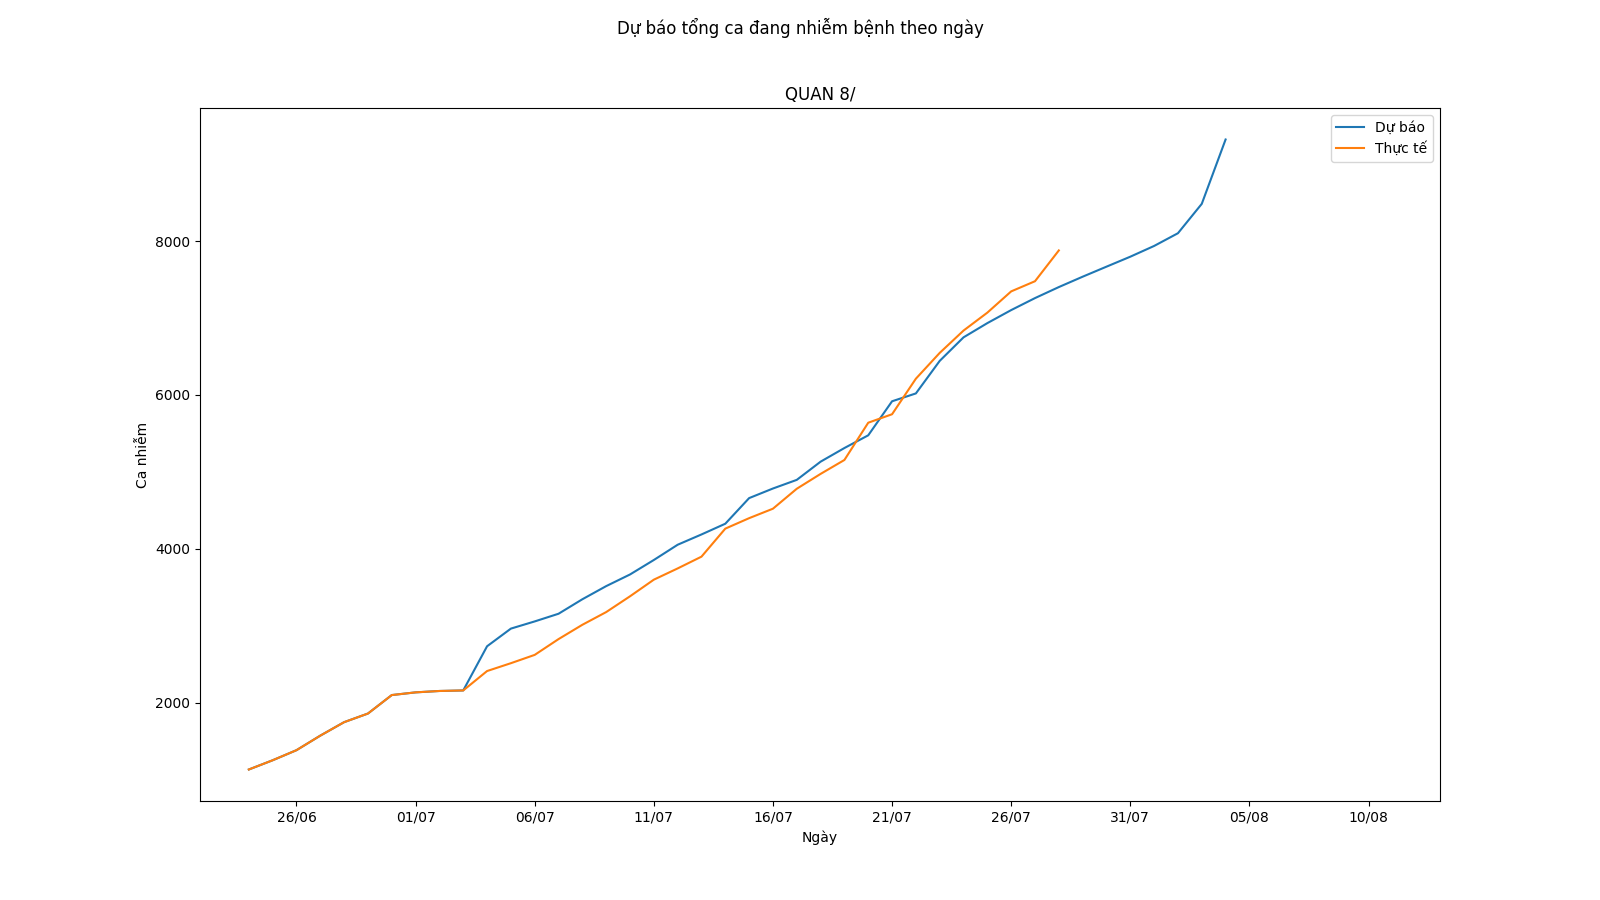 Dự báo tổng ca đang nhiễm bệnh theo ngày
QUAN 8/
Dự báo
Thực tế
8000
6000
4000
2000
Ca nhiễm
26/06 01/07 06/07 11/07 16/07 21/07 26/07 31/07 05/08 10/08
Ngày